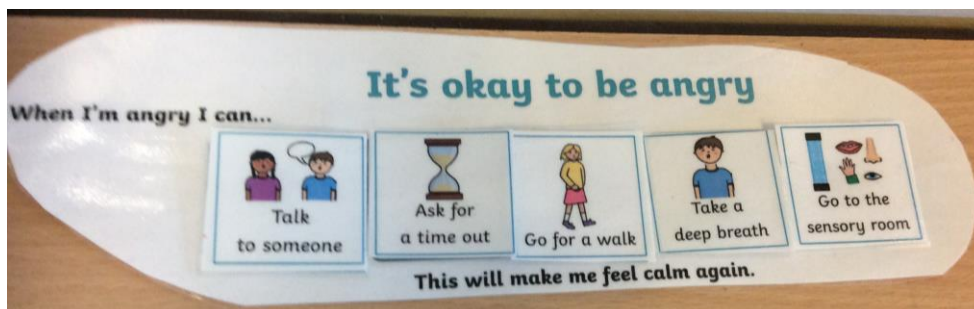 It's okay to be angry
When I'm angry I can...
Talk
to someone
Ask for
a time out
Go for a walk
Take a
deep breath
Go to the
sensory room
This will make me feel calm again.